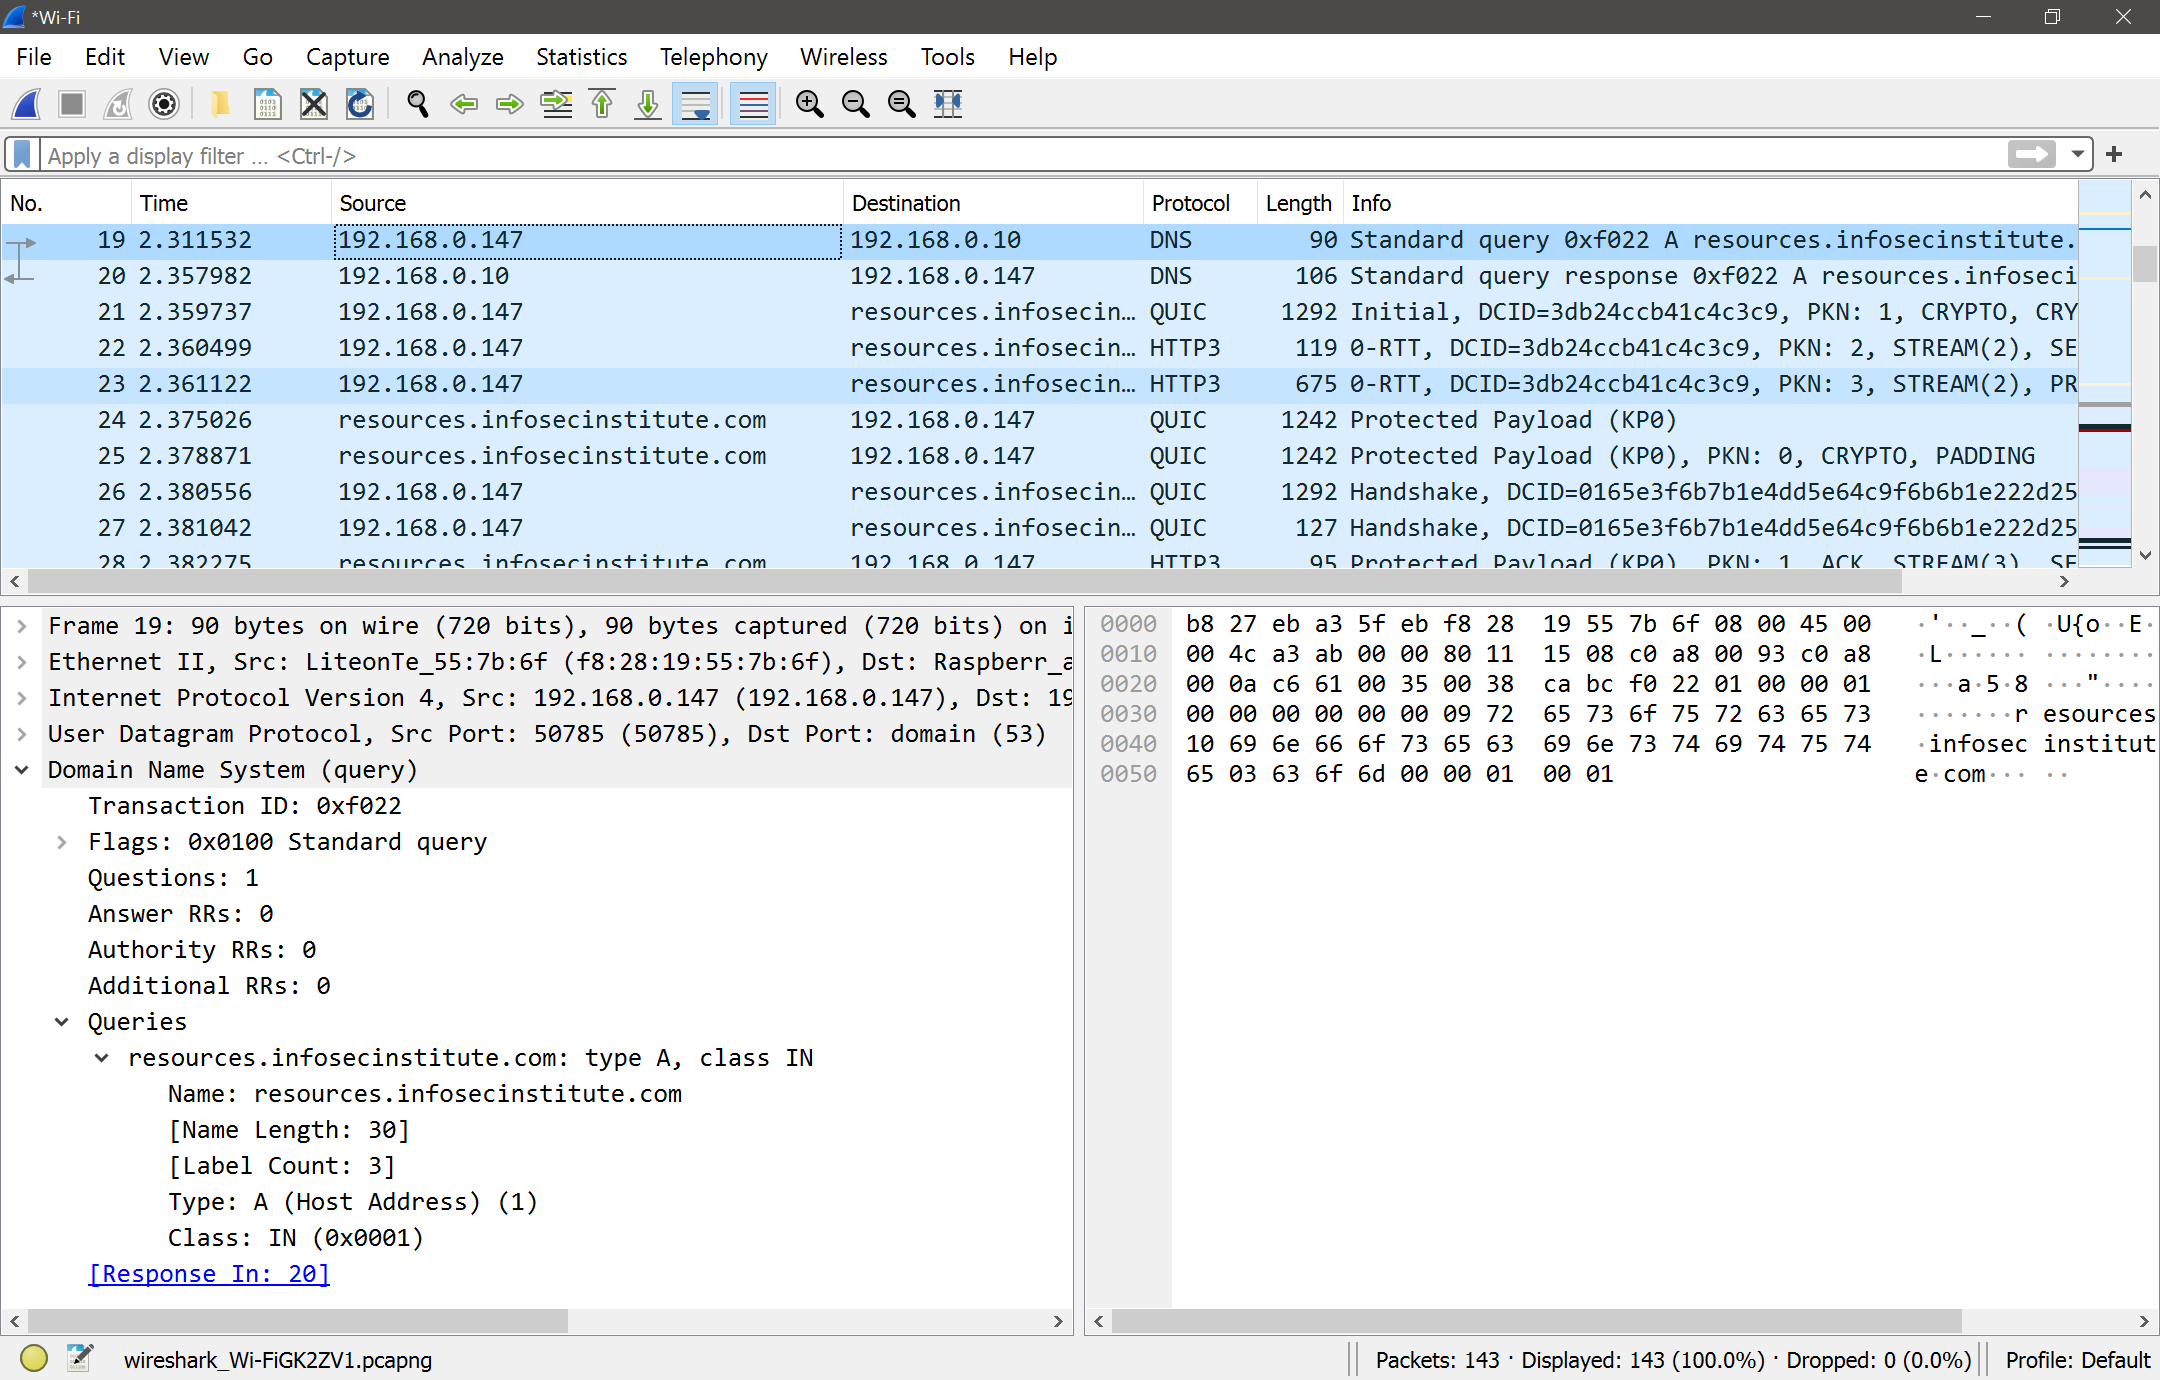 *Wi-Fi
File Edit View Go Capture Analyze Statistics Telephony Wireless Tools Help
Apply a display filter ... <Ctrl-/>
No. Time Source Destination Protocol Length Info
19 2.311532 192.168.0.147 192.168.0.10 DNS 90 Standard query 0xf022 A resources.infosecinstitute.
20 2.357982 192.168.0.10 192.168.0.147 DNS 106 Standard query response 0xf022 A resources.infoseci
21 2.359737 192.168.0.147 resources.infosecin… QUIC 1292 Initial, DCID=3db24ccb41c4c3c9, PKN: 1, CRYPTO, CRY
22 2.360499 192.168.0.147 resources.infosecin… HTTP3 119 0-RTT, DCID=3db24ccb41c4c3c9, PKN: 2, STREAM(2), SE
23 2.361122 192.168.0.147 resources.infosecin… HTTP3 675 0-RTT, DCID=3db24ccb41c4c3c9, PKN: 3, STREAM(2), PR
24 2.375026 resources.infosecinstitute.com 192.168.0.147 QUIC 1242 Protected Payload (KP0)
25 2.378871 resources.infosecinstitute.com 192.168.0.147 QUIC 1242 Protected Payload (KP0), PKN: 0, CRYPTO, PADDING
26 2.380556 192.168.0.147 resources.infosecin… QUIC 1292 Handshake, DCID=0165e3f6b7b1e4dd5e64c9f6b6b1e222d25
27 2.381042 192.168.0.147 resources.infosecin… QUIC 127 Handshake, DCID=0165e3f6b7b1e4dd5e64c9f6b6b1e222d25
28 2.382275 resources.infosecinstitute.com 192.168.0.147 HTTP3 95 Protected Payload (KP0), PKN: 1, ACK, STREAM(3), SE
Frame 19: 90 bytes on wire (720 bits), 90 bytes captured (720 bits) on i
Ethernet II, Src: LiteonTe_55:7b:6f (f8:28:19:55:7b:6f), Dst: Raspberr_a
Internet Protocol Version 4, Src: 192.168.0.147 (192.168.0.147), Dst: 19
User Datagram Protocol, Src Port: 50785 (50785), Dst Port: domain (53)
Domain Name System (query)
Transaction ID: 0xf022
Flags: 0x0100 Standard query
Questions: 1
Answer RRs: 0
Authority RRs: 0
Additional RRs: 0
Queries
resources.infosecinstitute.com: type A, class IN
Name: resources.infosecinstitute.com
[Name Length: 30]
[Label Count: 3]
Type: A (Host Address) (1)
Class: IN (0x0001)
[Response In: 20]
0000 b8 27 eb a3 5f eb f8 28 19 55 7b 6f 08 00 45 00 ·'··_··( ·U{o··E·
0010 00 4c a3 ab 00 00 80 11 15 08 c0 a8 00 93 c0 a8 ·L······ ········
0020 00 0a c6 61 00 35 00 38 ca bc f0 22 01 00 00 01 ···a·5·8 ···"····
0030 00 00 00 00 00 00 09 72 65 73 6f 75 72 63 65 73 ·······r esources
0040 10 69 6e 66 6f 73 65 63 69 6e 73 74 69 74 75 74 ·infosec institut
0050 65 03 63 6f 6d 00 00 01 00 01 e·com··· ··
wireshark_Wi-FiGK2ZV1.pcapng
Packets: 143 · Displayed: 143 (100.0%) · Dropped: 0 (0.0%)
Profile: Default